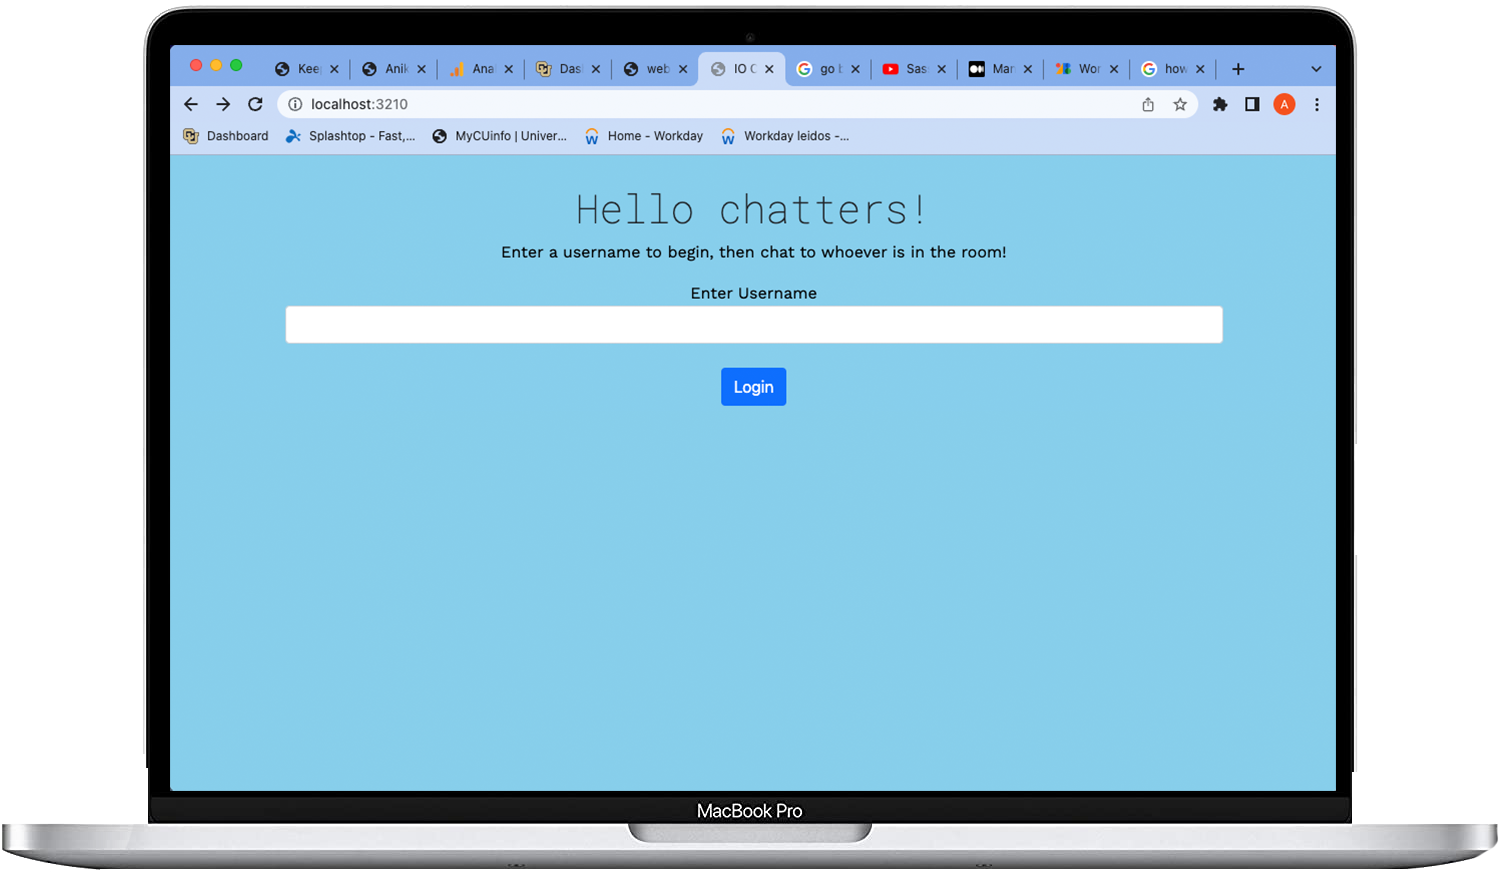 Kee Anik Ana Das web IO C go b Sas Mar Wor how
localhost:3210
A
Dashboard Splashtop - Fast,... MyCUinfo | Univer... Home - Workday Workday leidos -...
Hello chatters!
Enter a username to begin, then chat to whoever is in the room!
Enter Username
Login
MacBook Pro